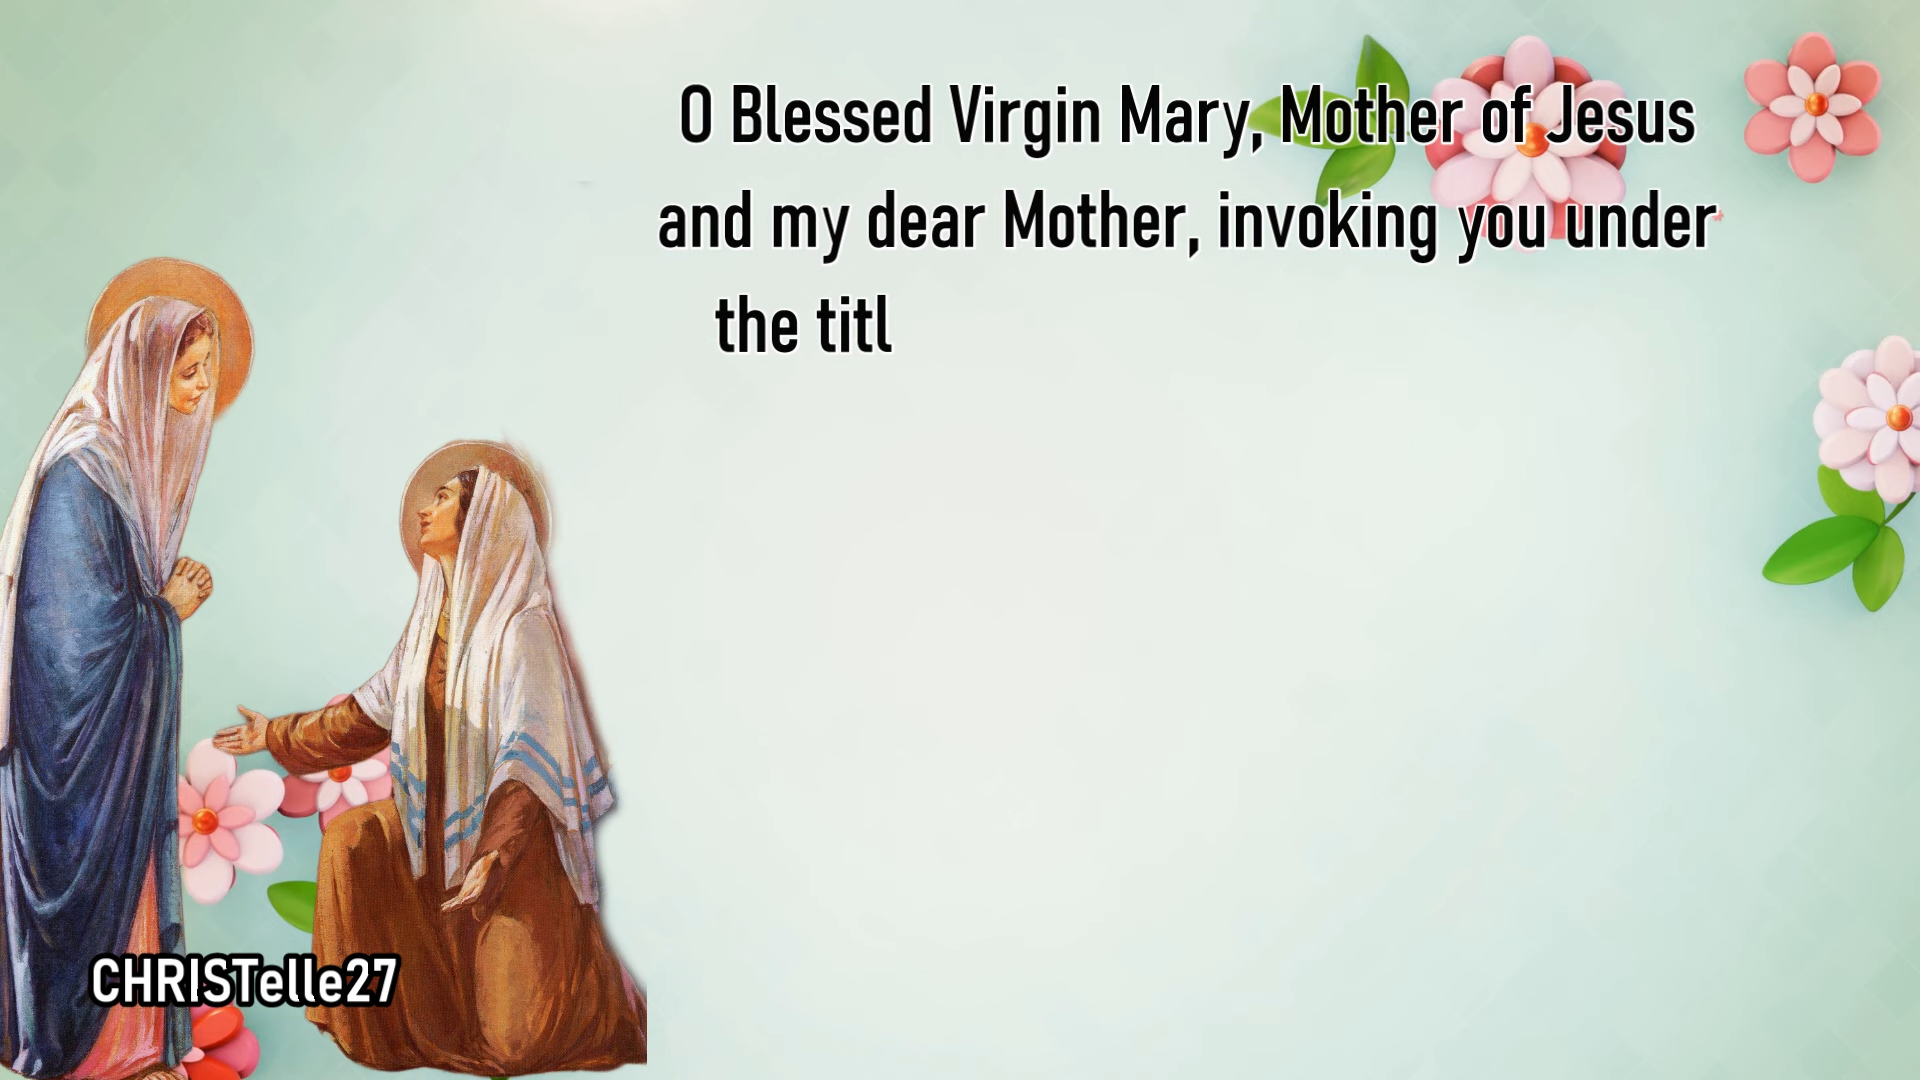 O Blessed Virgin Mary, Mother of Jesus
and my dear Mother, invoking you under
the titl
CHRISTelle27